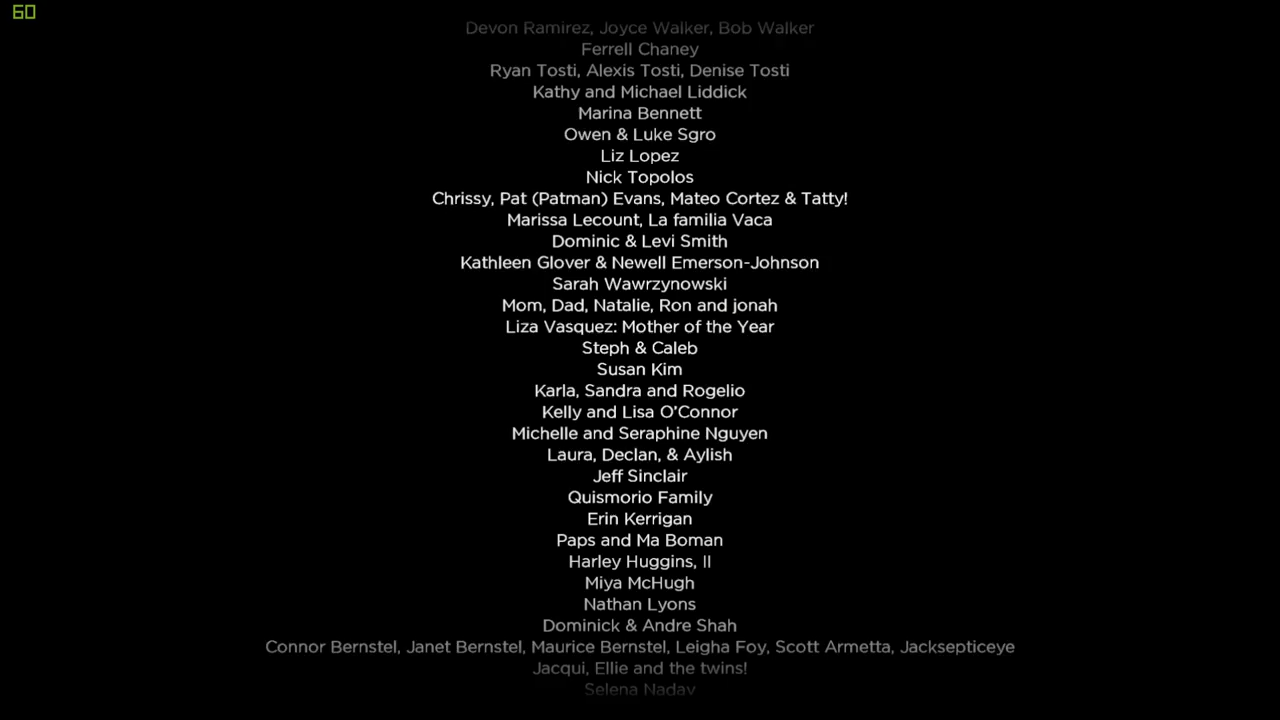 60
Devon Ramirez, Joyce Walker, Bob Walker
Ferrell Chaney
Ryan Tosti, Alexis Tosti, Denise Tosti
Kathy and Michael Liddick
Marina Bennett
Owen & Luke Sgro
Liz Lopez
Nick Topolos
Chrissy, Pat (Patman) Evans, Mateo Cortez & Tatty!
Marissa Lecount, La familia Vaca
Dominic & Levi Smith
Kathleen Glover & Newell Emerson-Johnson
Sarah Wawrzynowski
Mom, Dad, Natalie, Ron and jonah
Liza Vasquez: Mother of the Year
Steph & Caleb
Susan Kim
Karla, Sandra and Rogelio
Kelly and Lisa O’Connor
Michelle and Seraphine Nguyen
Laura, Declan, & Aylish
Jeff Sinclair
Quismorio Family
Erin Kerrigan
Paps and Ma Boman
Harley Huggins, II
Miya McHugh
Nathan Lyons
Dominick & Andre Shah
Connor Bernstel, Janet Bernstel, Maurice Bernstel, Leigha Foy, Scott Armetta, Jacksepticeye
Jacqui, Ellie and the twins!
Selena Nadav